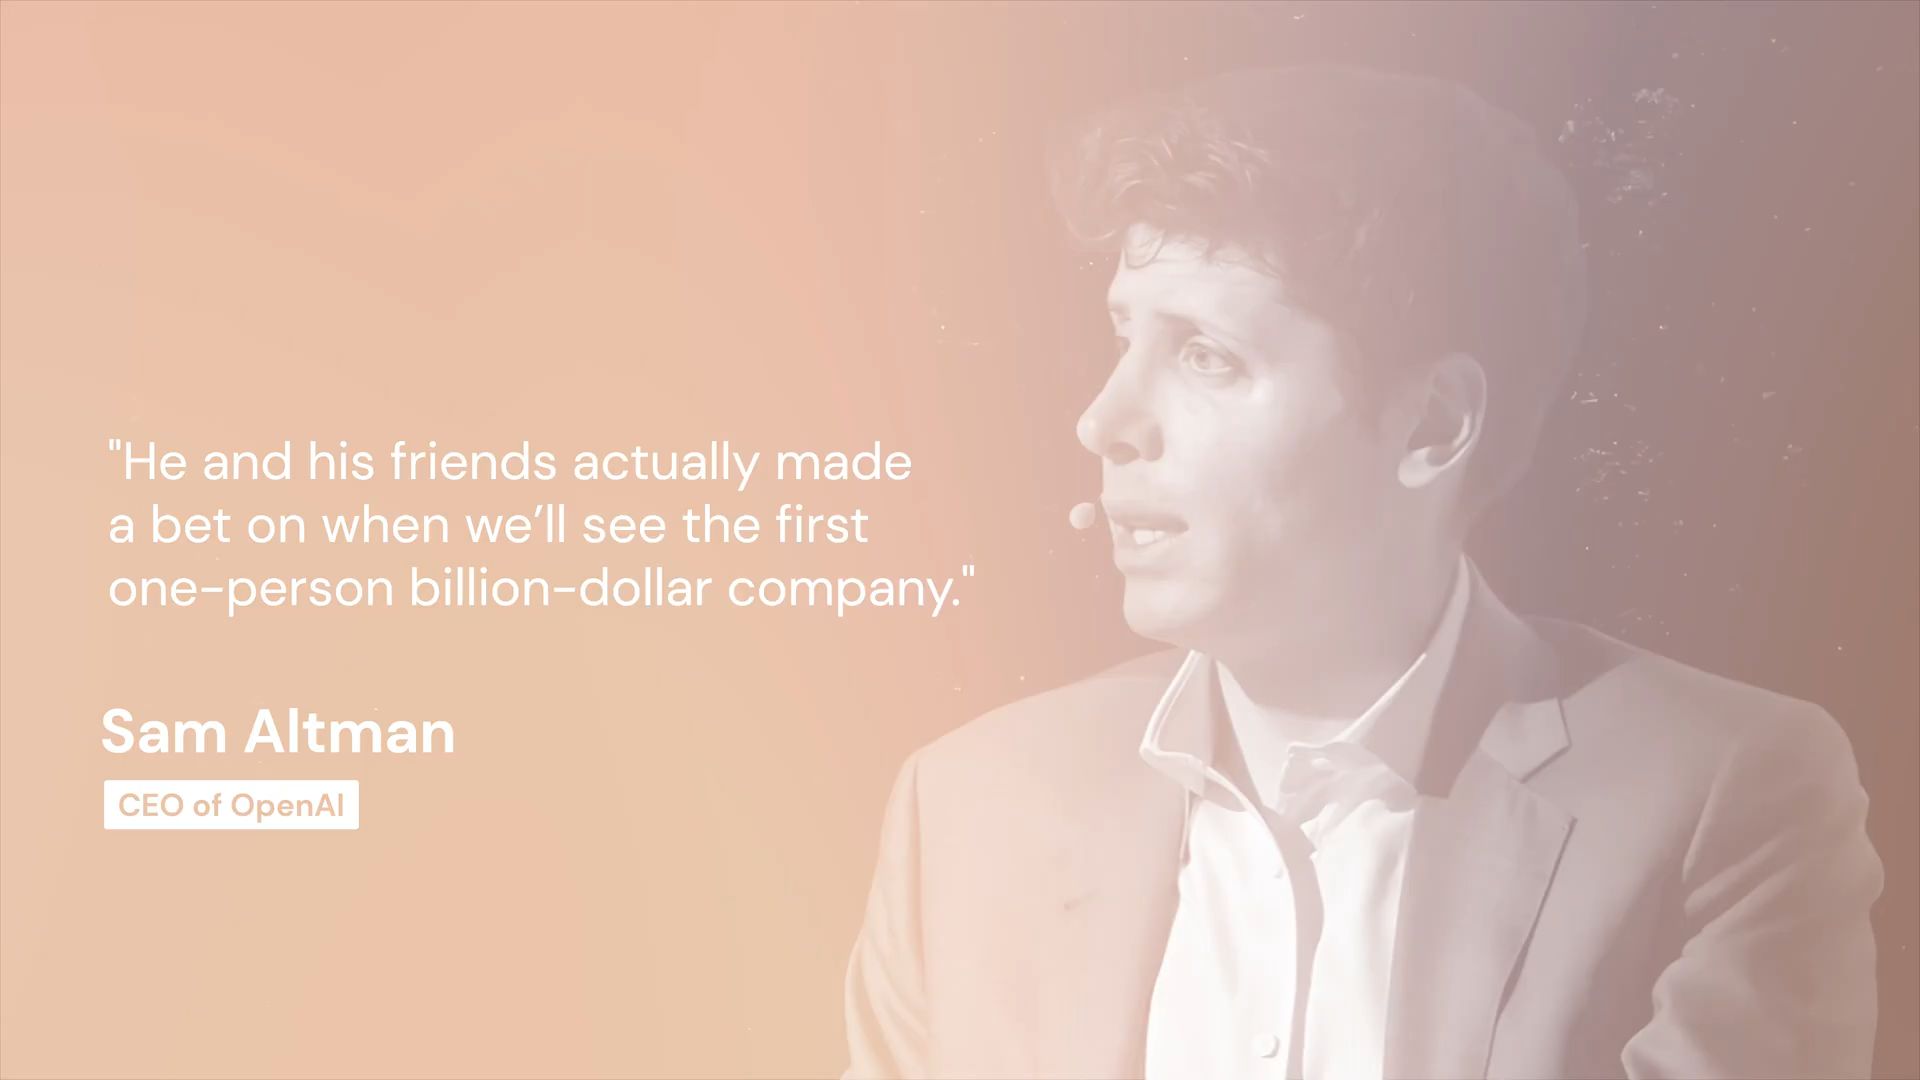 "He and his friends actually made
a bet on when we’ll see the first
one-person billion-dollar company."
Sam Altman
CEO of OpenAI